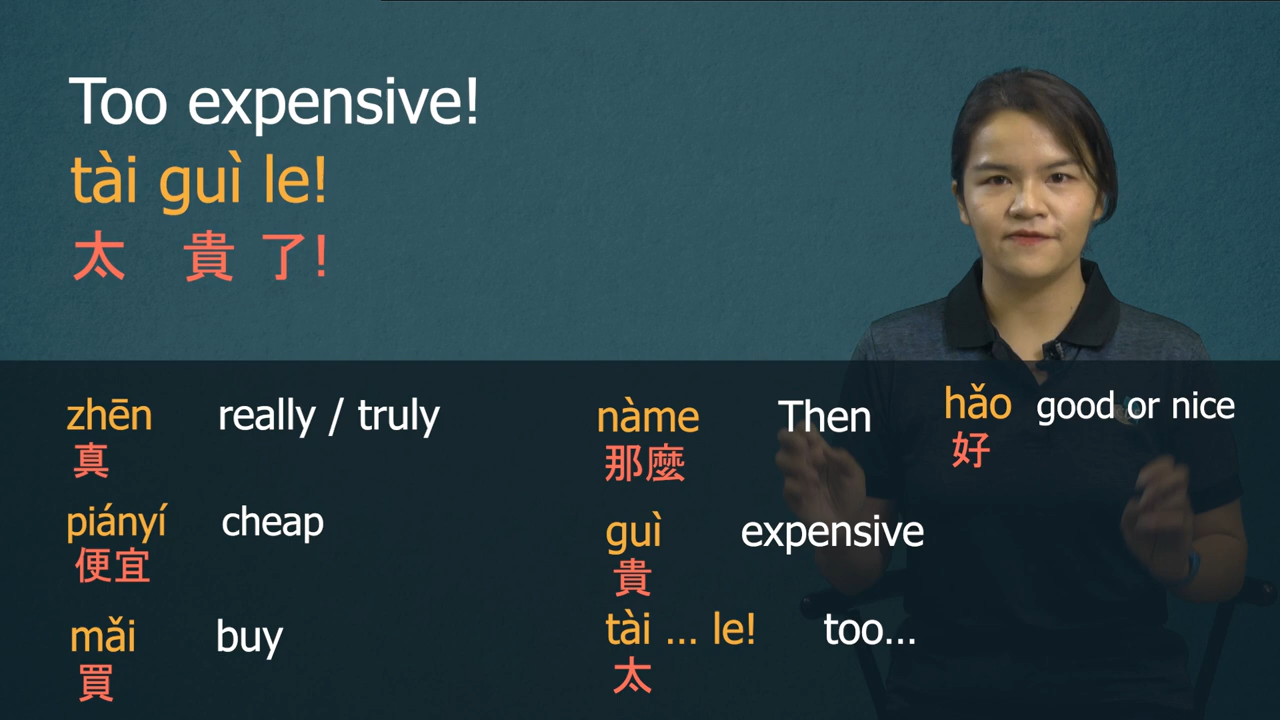 Too expensive!
tài guì le!
太 貴 了!
zhēn really / truly
真
piányí cheap
便宜
mǎi buy
買
nàme Then
那麼
guì expensive
貴
tài ... le! too...
太
hǎo good or nice
好